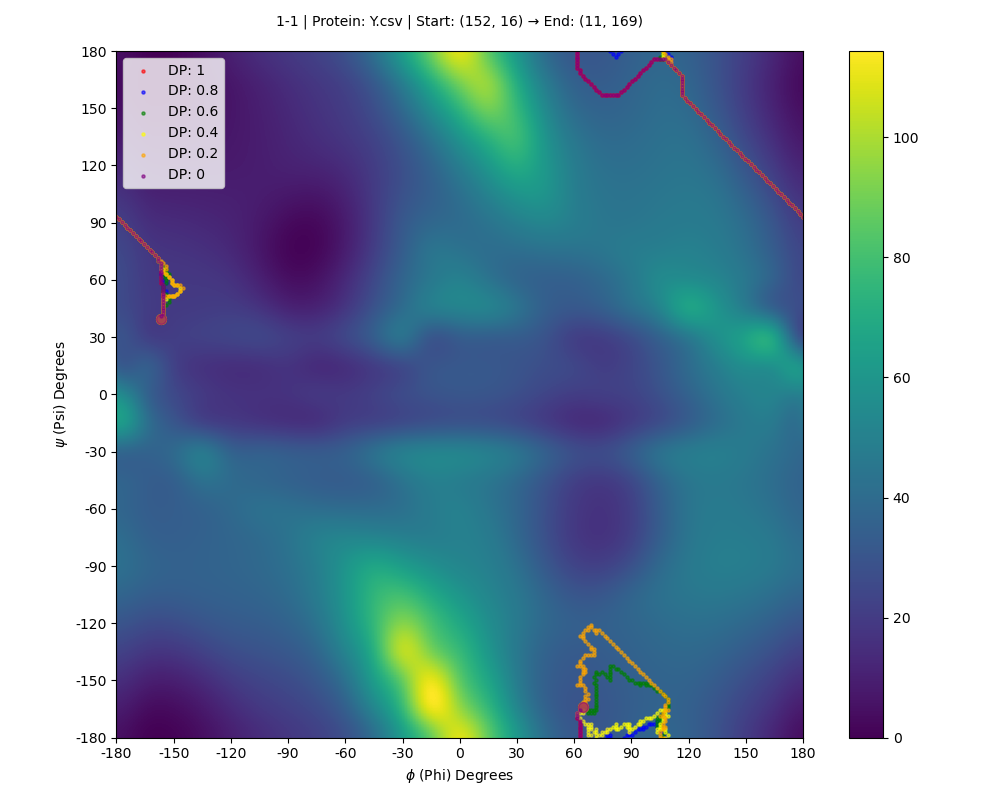 1-1 | Protein: Y.csv | Start: (152, 16) → End: (11, 169)
DP: 1
DP: 0.8
DP: 0.6
DP: 0.4
DP: 0.2
DP: 0
180
150
120
90
60
30
0
-30
-60
-90
-120
-150
-180
ψ (Psi) Degrees
-180 -150 -120 -90 -60 -30 0 30 60 90 120 150 180
ϕ (Phi) Degrees
100
80
60
40
20
0